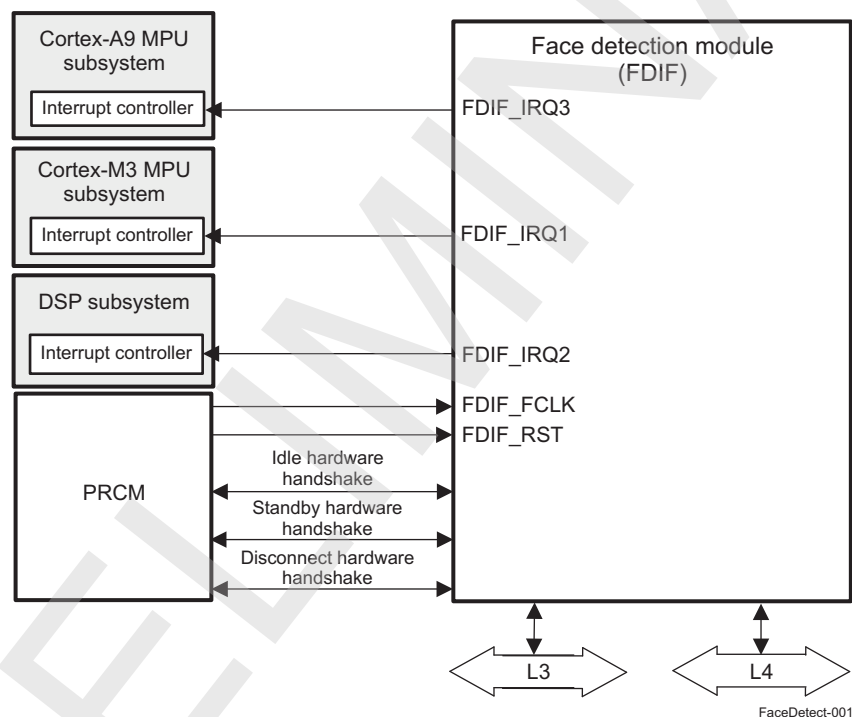 Cortex-A9 MPU
subsystem
Interrupt controller
Face detection module
(FDIF)
FDIF_IRQ3
Cortex-M3 MPU
subsystem
Interrupt controller
FDIF_IRQ1
DSP subsystem
Interrupt controller
FDIF_IRQ2
FDIF_FCLK
FDIF_RST
PRCM
Idle hardware
handshake
Standby hardware
handshake
Disconnect hardware
handshake
L3
L4
FaceDetect-001
ELIMINA